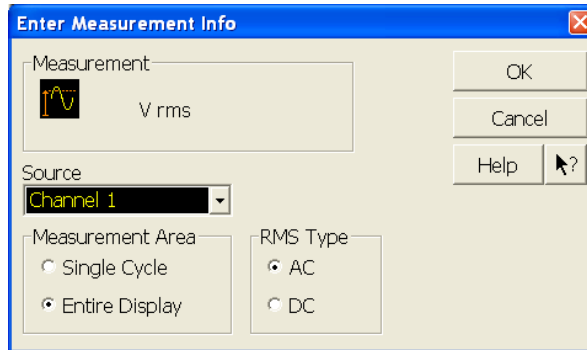 Enter Measurement Info
Measurement
V rms
OK
Cancel
Help
?
Source
Channel 1
Measurement Area
Single Cycle
Entire Display
RMS Type
AC
DC